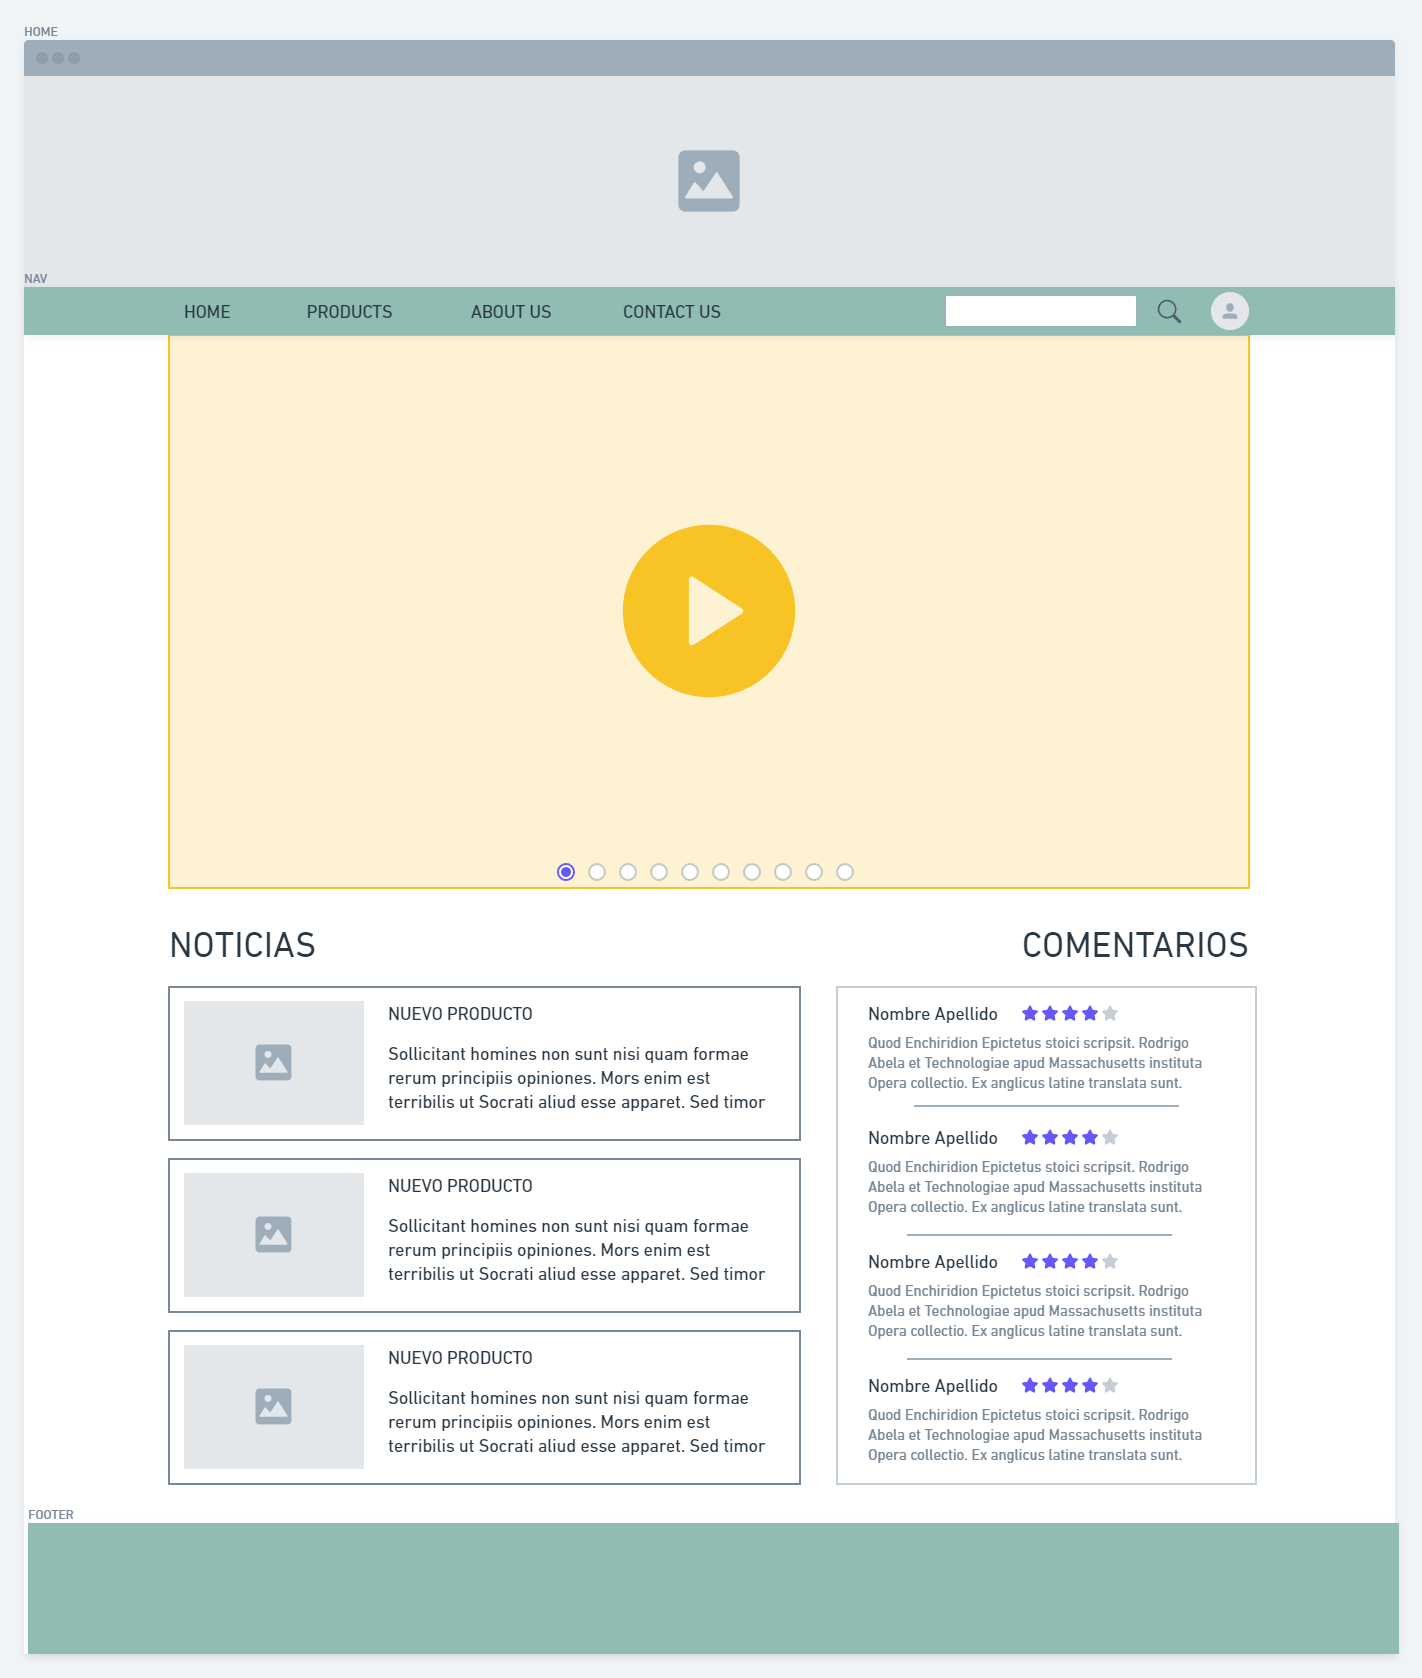 HOME
NAV
HOME PRODUCTS ABOUT US CONTACT US
NOTICIAS
NUEVO PRODUCTO
Sollicitant homines non sunt nisi quam formae
rerum principiis opiniones. Mors enim est
terribilis ut Socrati aliud esse apparet. Sed timor
NUEVO PRODUCTO
Sollicitant homines non sunt nisi quam formae
rerum principiis opiniones. Mors enim est
terribilis ut Socrati aliud esse apparet. Sed timor
NUEVO PRODUCTO
Sollicitant homines non sunt nisi quam formae
rerum principiis opiniones. Mors enim est
terribilis ut Socrati aliud esse apparet. Sed timor
COMENTARIOS
Nombre Apellido
Quod Enchiridion Epictetus stoici scripsit. Rodrigo
Abela et Technologiae apud Massachusetts instituta
Opera collectio. Ex anglicus latine translata sunt.
Nombre Apellido
Quod Enchiridion Epictetus stoici scripsit. Rodrigo
Abela et Technologiae apud Massachusetts instituta
Opera collectio. Ex anglicus latine translata sunt.
Nombre Apellido
Quod Enchiridion Epictetus stoici scripsit. Rodrigo
Abela et Technologiae apud Massachusetts instituta
Opera collectio. Ex anglicus latine translata sunt.
Nombre Apellido
Quod Enchiridion Epictetus stoici scripsit. Rodrigo
Abela et Technologiae apud Massachusetts instituta
Opera collectio. Ex anglicus latine translata sunt.
FOOTER